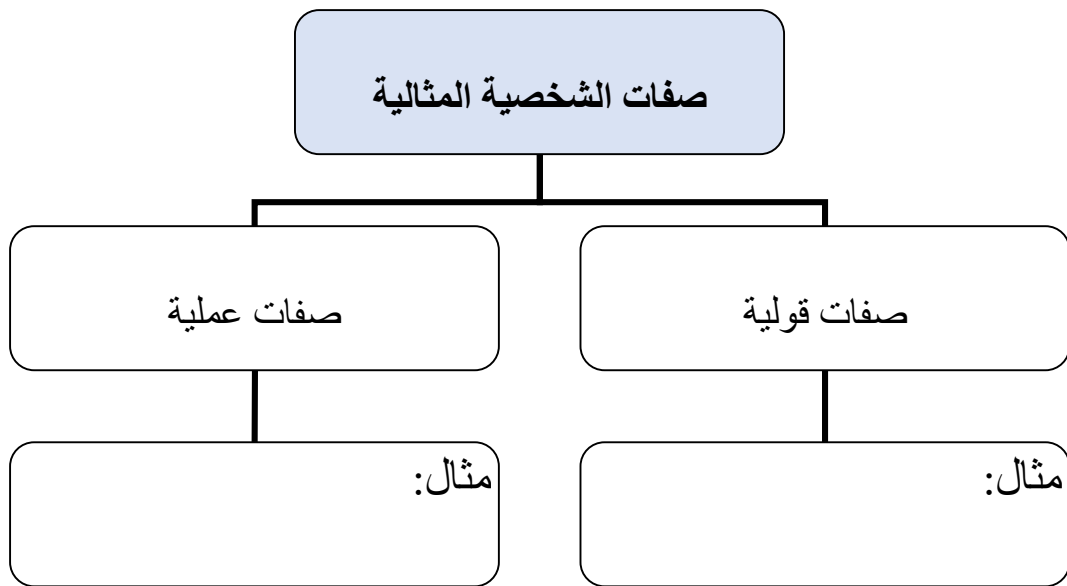 صفات الشخصية المثالية
صفات قولية
صفات عملية
مثال:
مثال: